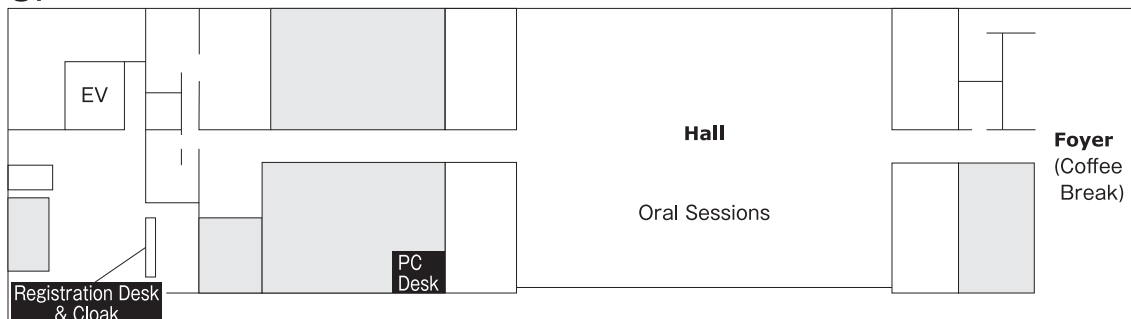 EV
Hall
Oral Sessions
Foyer
(Coffee
Break)
PC
Desk
Registration Desk
& Cloak